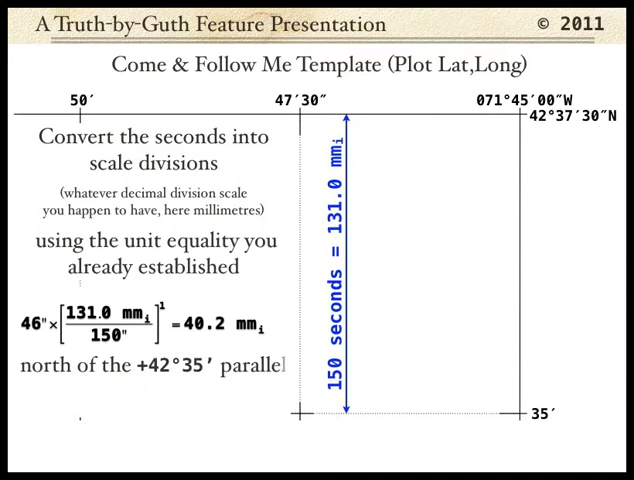 A Truth-by-Guth Feature Presentation © 2011
Come & Follow Me Template (Plot Lat,Long)
50′ 47′30″ 071°45′00″W
42°37′30″N
Convert the seconds into
scale divisions
(whatever decimal division scale
you happen to have, here millimetres)
using the unit equality you
already established
46"×[131.0 mmᵢ / 150"]¹ = 40.2 mmᵢ
north of the +42°35′ parallel
150 seconds = 131.0 mmᵢ
35′